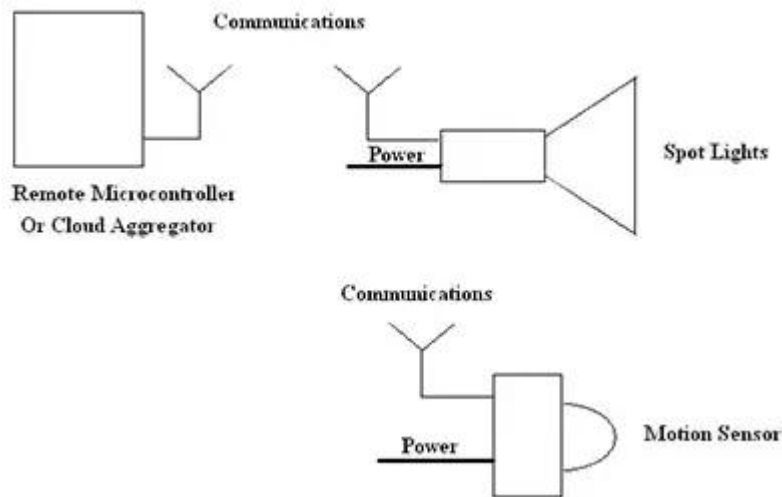 Communications
Power
Spot Lights
Remote Microcontroller
Or Cloud Aggregator
Communications
Power
Motion Sensor